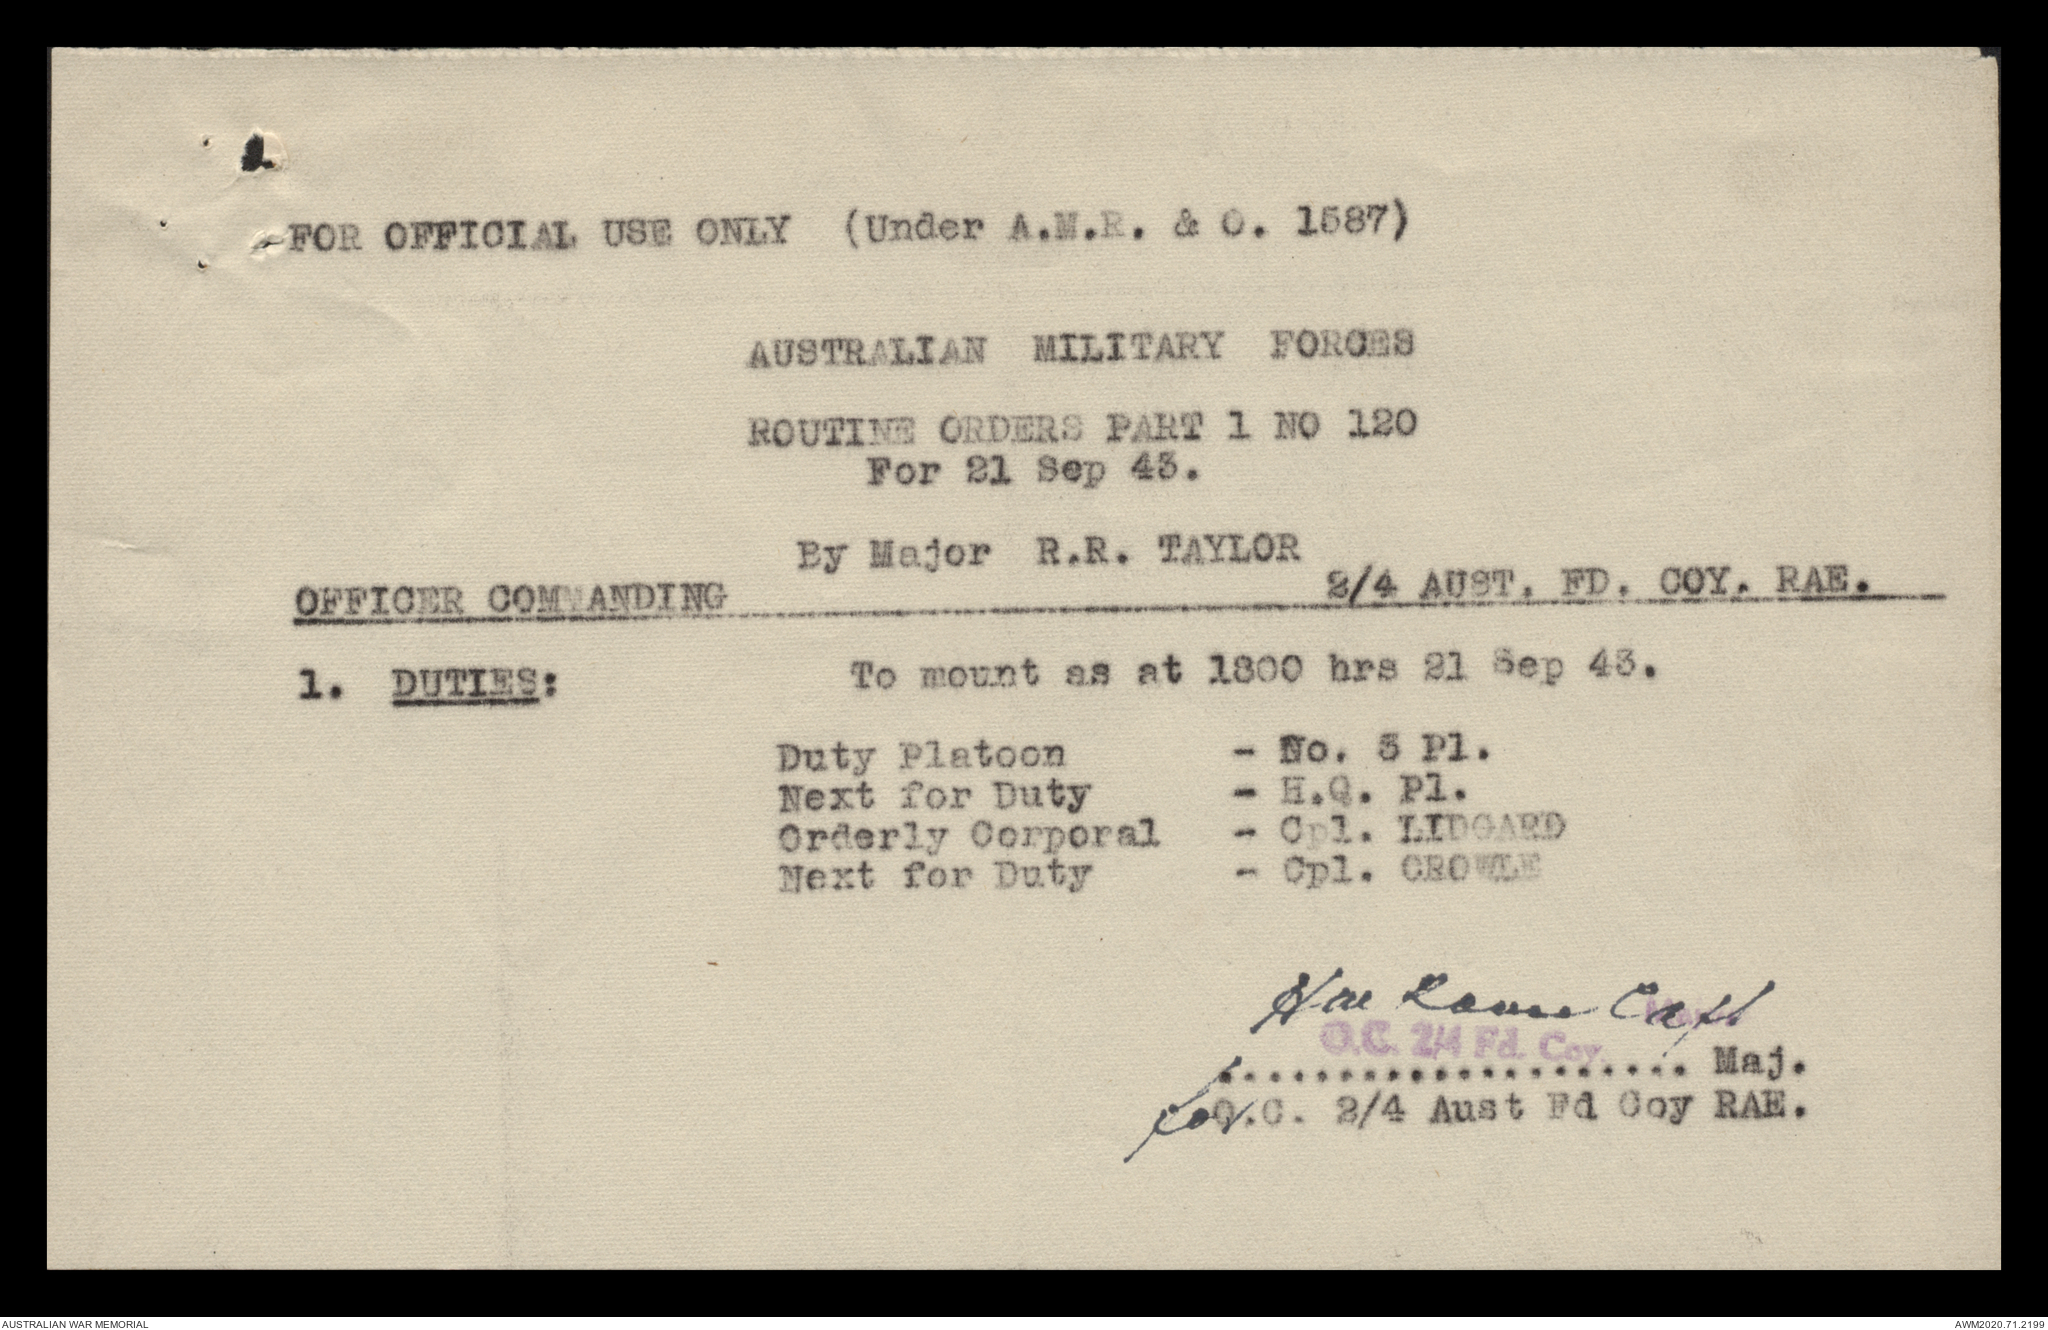 FOR OFFICIAL USE ONLY (Under A.M.R. & O. 1587)
AUSTRALIAN MILITARY FORCES
ROUTINE ORDERS PART 1 NO 120
For 21 Sep 43.
By Major R.R. TAYLOR
OFFICER COMMANDING 2/4 AUST. FD. COY. RAE.
1. DUTIES: To mount as at 1800 hrs 21 Sep 43.
Duty Platoon - No. 3 Pl.
Next for Duty - H.Q. Pl.
Orderly Corporal - Cpl. LIDGARD
Next for Duty - Cpl. CROWLE
Capt
O.C. 2/4 Fd. Coy.
.................... Maj.
for O.C. 2/4 Aust Fd Coy RAE.
AUSTRALIAN WAR MEMORIAL
AWM2020.71.2199